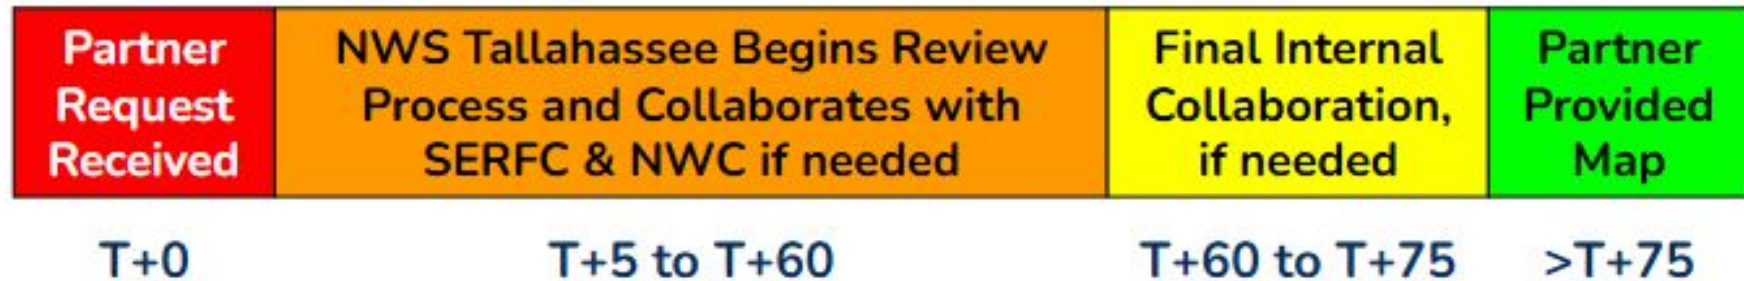 Partner
Request
Received
NWS Tallahassee Begins Review
Process and Collaborates with
SERFC & NWC if needed
Final Internal
Collaboration,
if needed
Partner
Provided
Map
T+0
T+5 to T+60
T+60 to T+75
>T+75